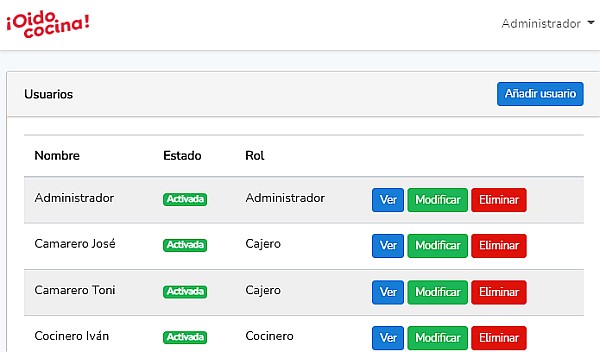 ¡Oido
cocina!
Administrador
Usuarios
Añadir usuario
Nombre Estado Rol
Administrador Activada Administrador Ver Modificar Eliminar
Camarero José Activada Cajero Ver Modificar Eliminar
Camarero Toni Activada Cajero Ver Modificar Eliminar
Cocinero Iván Activada Cocinero Ver Modificar Eliminar